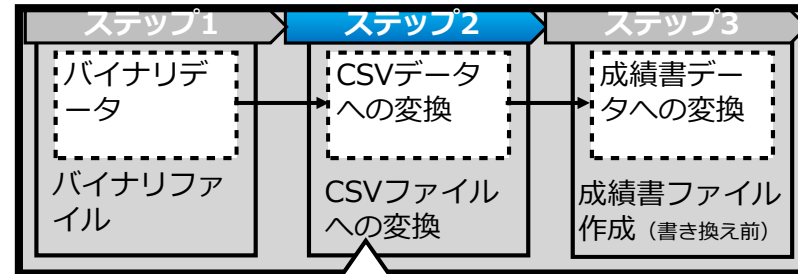 ステップ1
ステップ2
ステップ3
バイナリデ
ータ
CSVデータ
への変換
成績書デー
タへの変換
バイナリファ
イル
CSVファイル
への変換
成績書ファイル
作成（書き換え前）